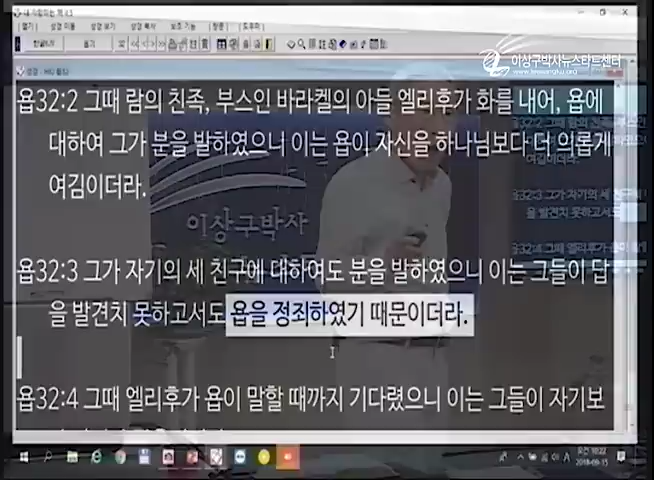 이상구박사뉴스타트센터
욥32:2 그때 람의 친족, 부스인 바라켈의 아들 엘리후가 화를 내어, 욥에
대하여 그가 분을 발하였으니 이는 욥이 자신을 하나님보다 더 의롭게
여김이더라.
이상구박사
욥32:3 그가 자기의 세 친구에 대하여도 분을 발하였으니 이는 그들이 답
을 발견치 못하고서도 욥을 정죄하였기 때문이더라.
욥32:4 그때 엘리후가 욥이 말할 때까지 기다렸으니 이는 그들이 자기보
오전 10:22
2018-09-15